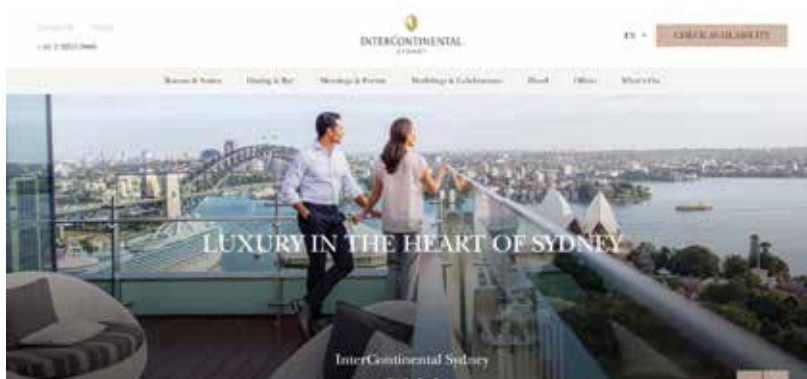 INTERCONTINENTAL
SYDNEY
EN
CHECK AVAILABILITY
Rooms & Suites Dining & Bar Meetings & Events Weddings & Celebrations Hotel Offers What's On
LUXURY IN THE HEART OF SYDNEY
InterContinental Sydney